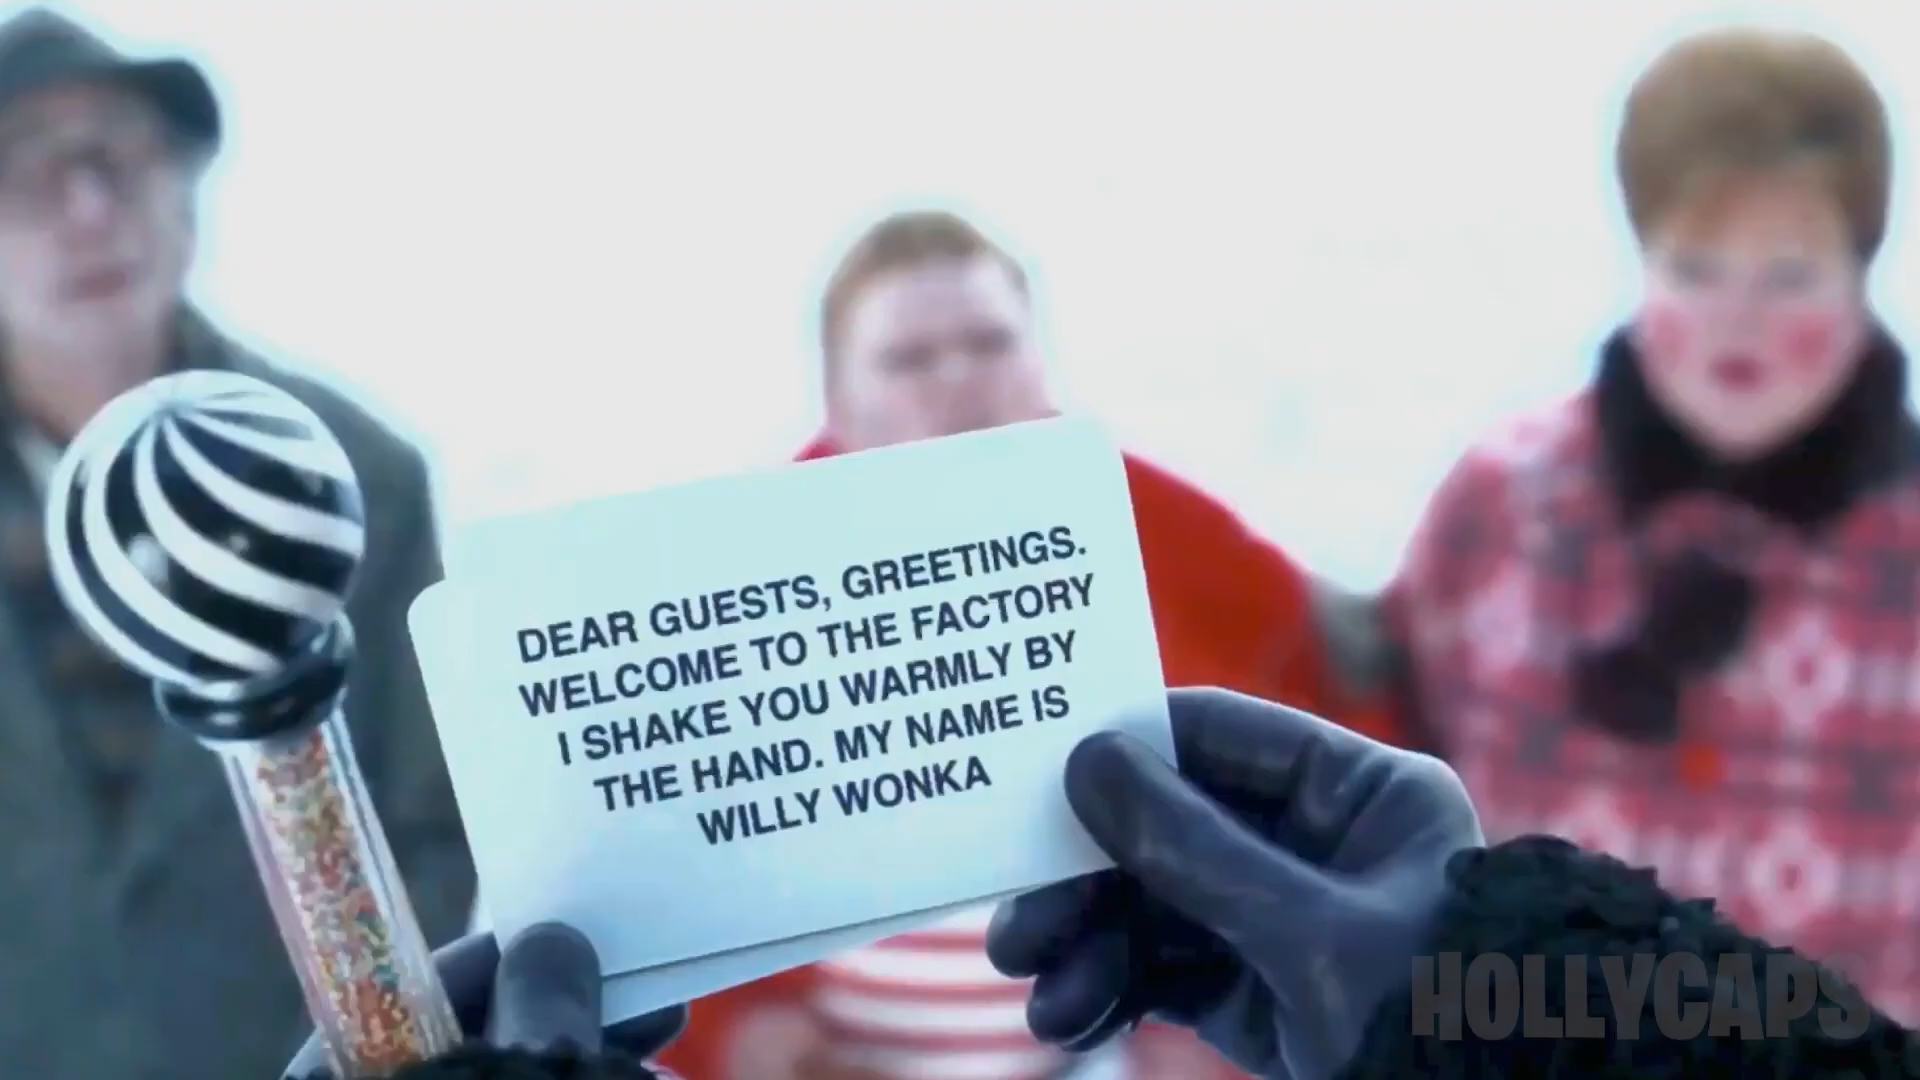 DEAR GUESTS, GREETINGS.
WELCOME TO THE FACTORY
I SHAKE YOU WARMLY BY
THE HAND. MY NAME IS
WILLY WONKA
HOLLYCAPS